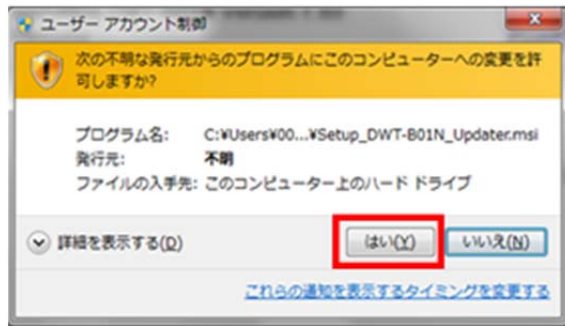 ユーザー アカウント制御
次の不明な発行元からのプログラムにこのコンピューターへの変更を許
可しますか?
プログラム名: C:¥Users¥00...¥Setup_DWT-B01N_Updater.msi
発行元: 不明
ファイルの入手先: このコンピューター上のハード ドライブ
詳細を表示する(D) はい(Y) いいえ(N)
これらの通知を表示するタイミングを変更する